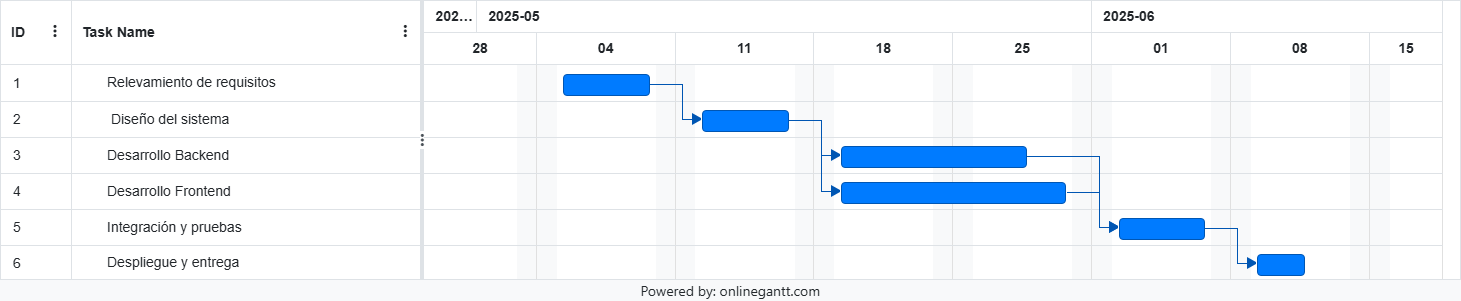 ID Task Name 202... 2025-05 2025-06
28 04 11 18 25 01 08 15
1 Relevamiento de requisitos
2 Diseño del sistema
3 Desarrollo Backend
4 Desarrollo Frontend
5 Integración y pruebas
6 Despliegue y entrega
Powered by: onlinegantt.com